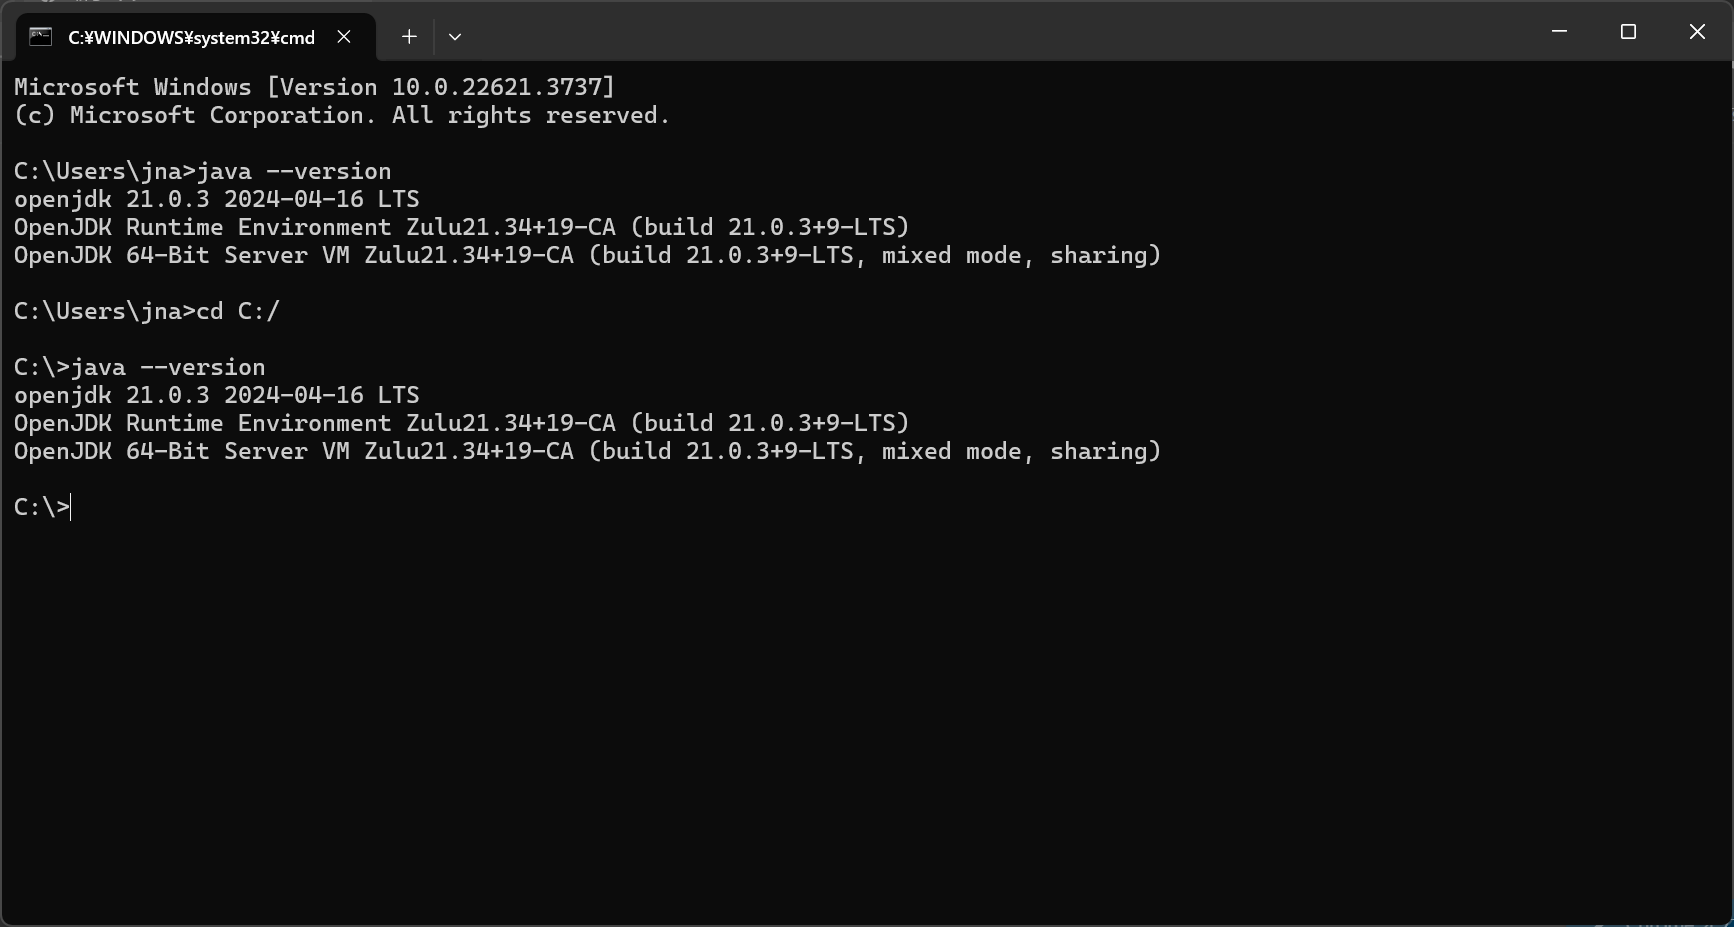 C:¥WINDOWS¥system32¥cmd
Microsoft Windows [Version 10.0.22621.3737]
(c) Microsoft Corporation. All rights reserved.
C:\Users\jna>java --version
openjdk 21.0.3 2024-04-16 LTS
OpenJDK Runtime Environment Zulu21.34+19-CA (build 21.0.3+9-LTS)
OpenJDK 64-Bit Server VM Zulu21.34+19-CA (build 21.0.3+9-LTS, mixed mode, sharing)
C:\Users\jna>cd C:/
C:\>java --version
openjdk 21.0.3 2024-04-16 LTS
OpenJDK Runtime Environment Zulu21.34+19-CA (build 21.0.3+9-LTS)
OpenJDK 64-Bit Server VM Zulu21.34+19-CA (build 21.0.3+9-LTS, mixed mode, sharing)
C:\>